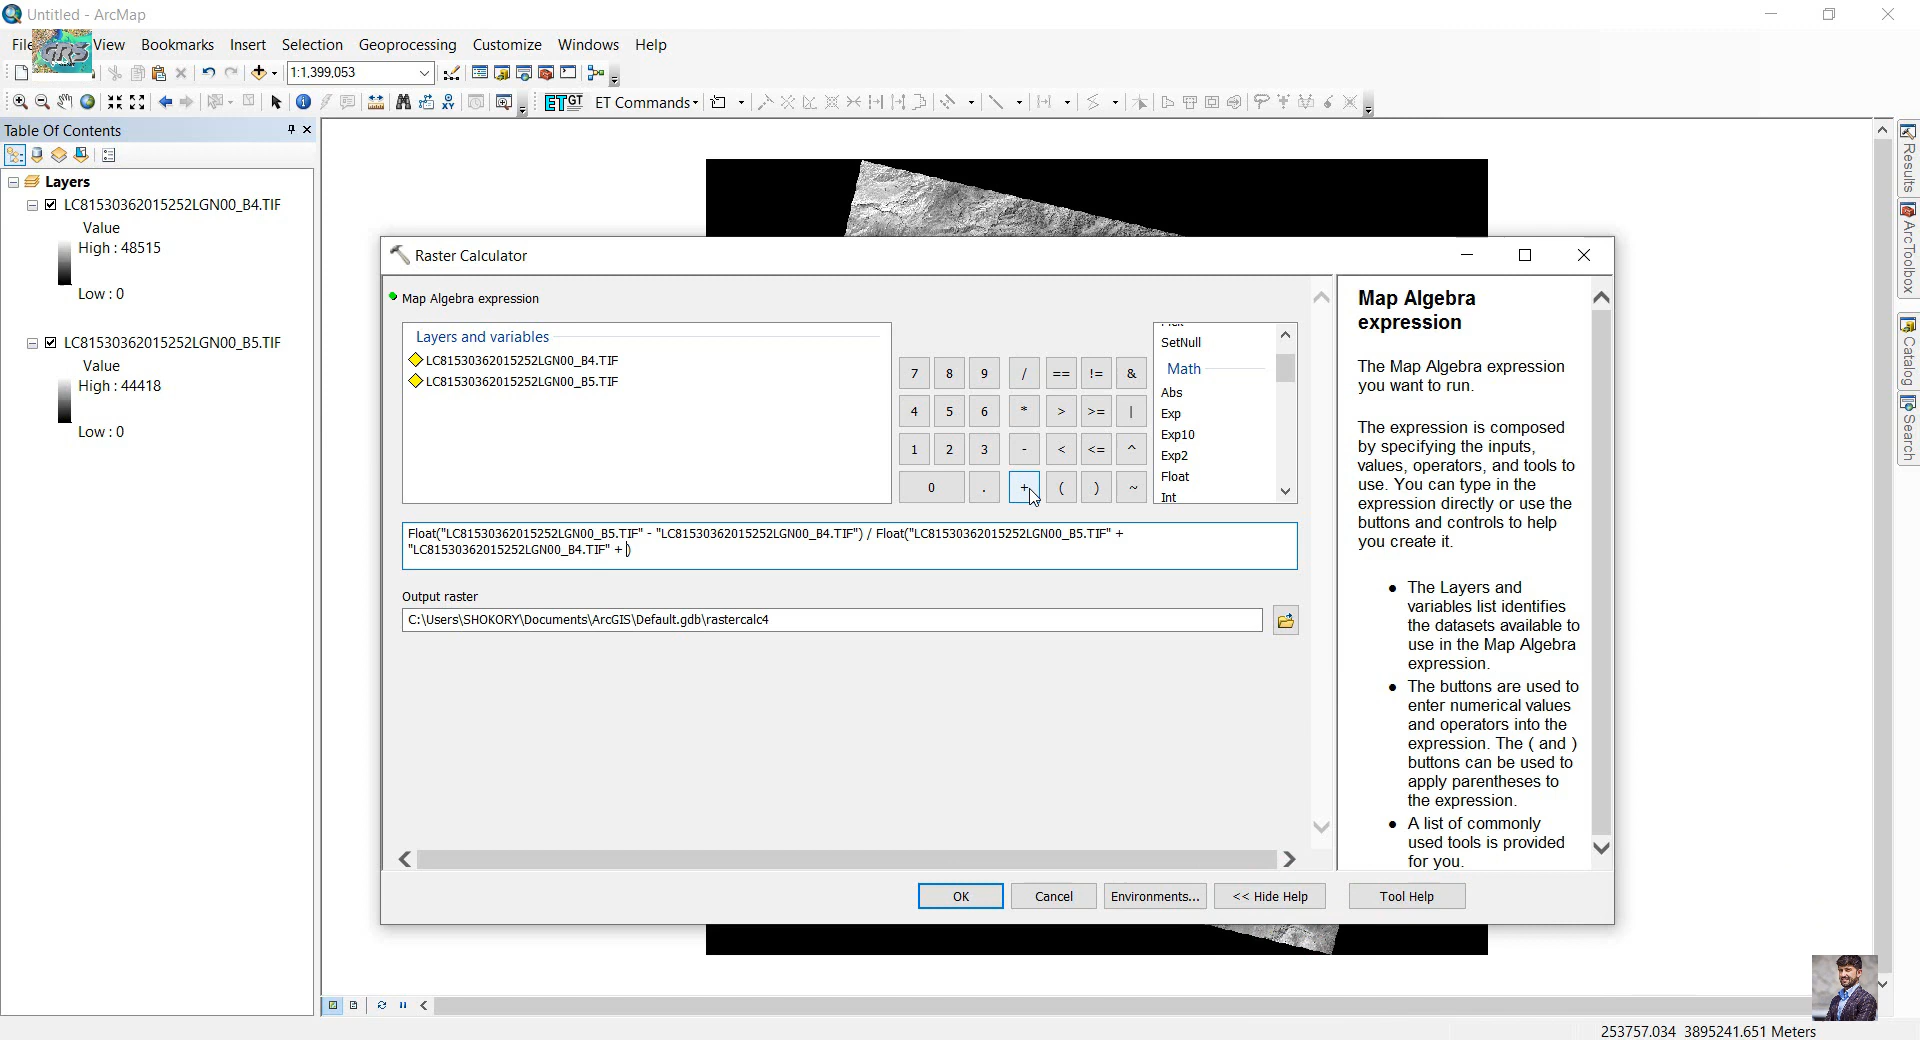 Untitled - ArcMap
View Bookmarks Insert Selection Geoprocessing Customize Windows Help
GRS
1:1,399,053
ETGT ET Commands
Table Of Contents
Layers
LC81530362015252LGN00_B4.TIF
Value
High : 48515
Low : 0
LC81530362015252LGN00_B5.TIF
Value
High : 44418
Low : 0
Raster Calculator
Map Algebra expression
Layers and variables
LC81530362015252LGN00_B4.TIF
LC81530362015252LGN00_B5.TIF
7 8 9 / == != &
4 5 6 * > >= |
1 2 3 - < <= ^
0 . + ( ) ~
SetNull
Math
Abs
Exp
Exp10
Exp2
Float
Int
Float("LC81530362015252LGN00_B5.TIF" - "LC81530362015252LGN00_B4.TIF") / Float("LC81530362015252LGN00_B5.TIF" +
"LC81530362015252LGN00_B4.TIF" + )
Output raster
C:\Users\SHOKORY\Documents\ArcGIS\Default.gdb\rastercalc4
OK Cancel Environments... << Hide Help Tool Help
Map Algebra
expression
The Map Algebra expression
you want to run.
The expression is composed
by specifying the inputs,
values, operators, and tools to
use. You can type in the
expression directly or use the
buttons and controls to help
you create it.
• The Layers and
variables list identifies
the datasets available to
use in the Map Algebra
expression.
• The buttons are used to
enter numerical values
and operators into the
expression. The ( and )
buttons can be used to
apply parentheses to
the expression.
• A list of commonly
used tools is provided
for you.
Results
ArcToolbox
Catalog
Search
253757.034 3895241.651 Meters